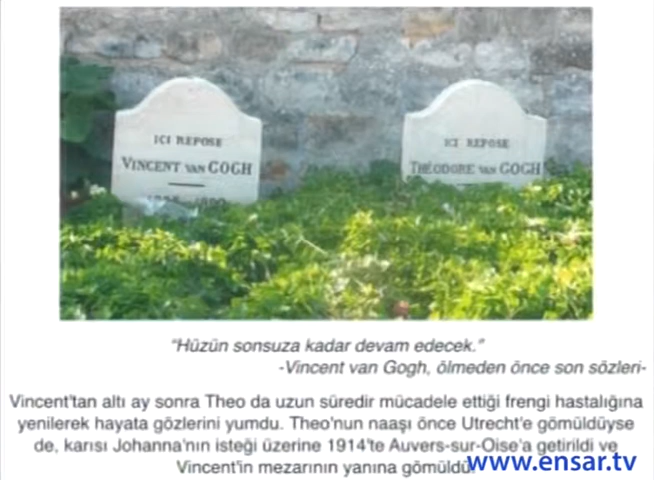 ICI REPOSE
VINCENT VAN GOGH
ICI REPOSE
THÉODORE VAN GOGH
"Hüzün sonsuza kadar devam edecek."
-Vincent van Gogh, ölmeden önce son sözleri-
Vincent'tan altı ay sonra Theo da uzun süredir mücadele ettiği frengi hastalığına
yenilerek hayata gözlerini yumdu. Theo'nun naaşı önce Utrecht'e gömüldüyse
de, karısı Johanna'nın isteği üzerine 1914'te Auvers-sur-Oise'a getirildi ve
Vincent'in mezarının yanına gömüldü.
www.ensar.tv